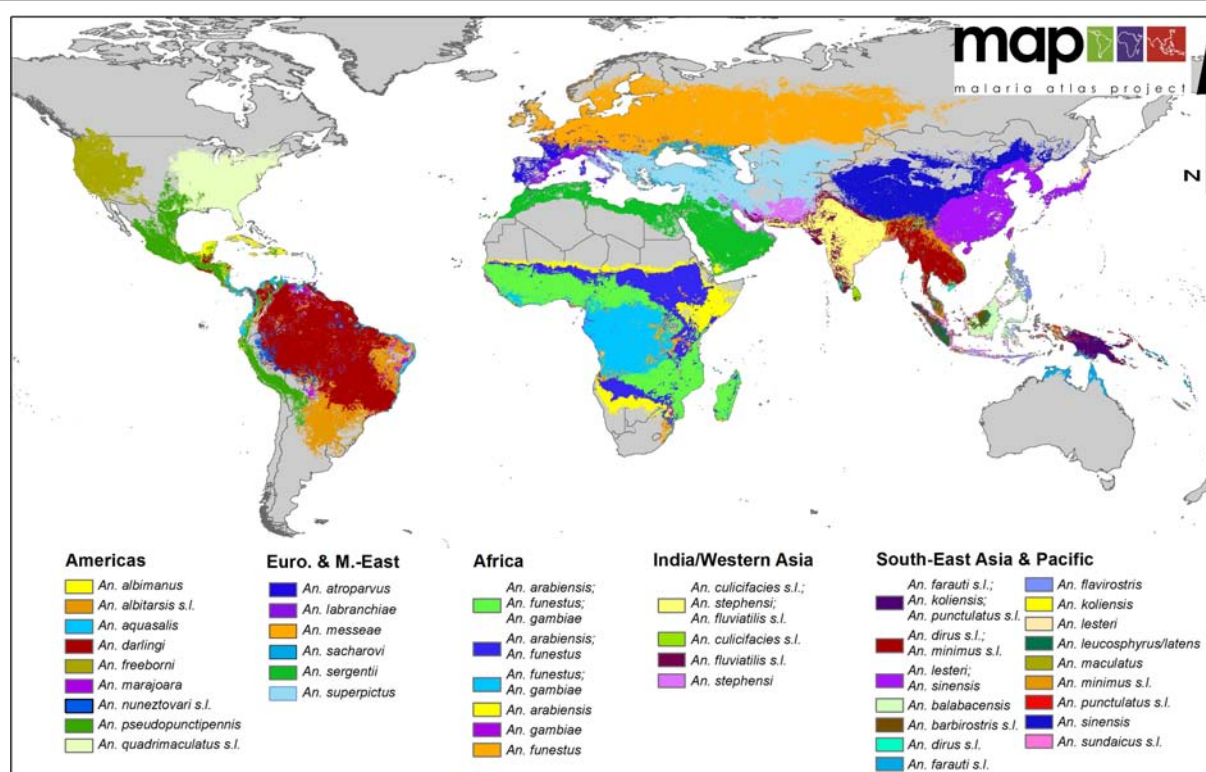 map
malaria atlas project
N
Americas
An. albimanus
An. albitarsis s.l.
An. aquasalis
An. darlingi
An. freeborni
An. marajoara
An. nuneztovari s.l.
An. pseudopunctipennis
An. quadrimaculatus s.l.
Euro. & M.-East
An. atroparvus
An. labranchiae
An. messeae
An. sacharovi
An. sergentii
An. superpictus
Africa
An. arabiensis;
An. funestus;
An. gambiae
An. arabiensis;
An. funestus
An. funestus;
An. gambiae
An. arabiensis
An. gambiae
An. funestus
India/Western Asia
An. culicifacies s.l.;
An. stephensi;
An. fluviatilis s.l.
An. culicifacies s.l.
An. fluviatilis s.l.
An. stephensi
South-East Asia & Pacific
An. farauti s.l.;
An. koliensis;
An. punctulatus s.l.
An. dirus s.l.;
An. minimus s.l.
An. lesteri;
An. sinensis
An. balabacensis
An. barbirostris s.l.
An. dirus s.l.
An. farauti s.l.
An. flavirostris
An. koliensis
An. lesteri
An. leucosphyrus/latens
An. maculatus
An. minimus s.l.
An. punctulatus s.l.
An. sinensis
An. sundaicus s.l.